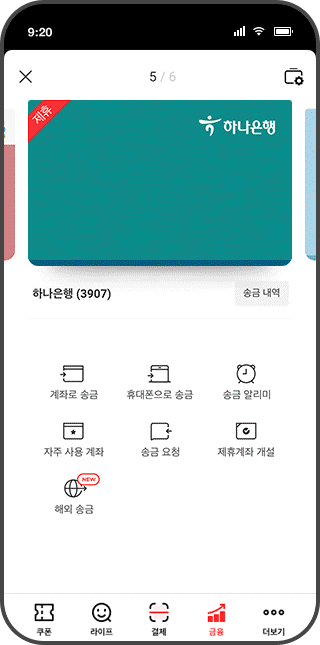 9:20
5 / 6
제휴
하나은행
하나은행 (3907)
송금 내역
계좌로 송금
휴대폰으로 송금
송금 알리미
자주 사용 계좌
송금 요청
제휴계좌 개설
NEW
해외 송금
쿠폰
라이프
결제
금융
더보기